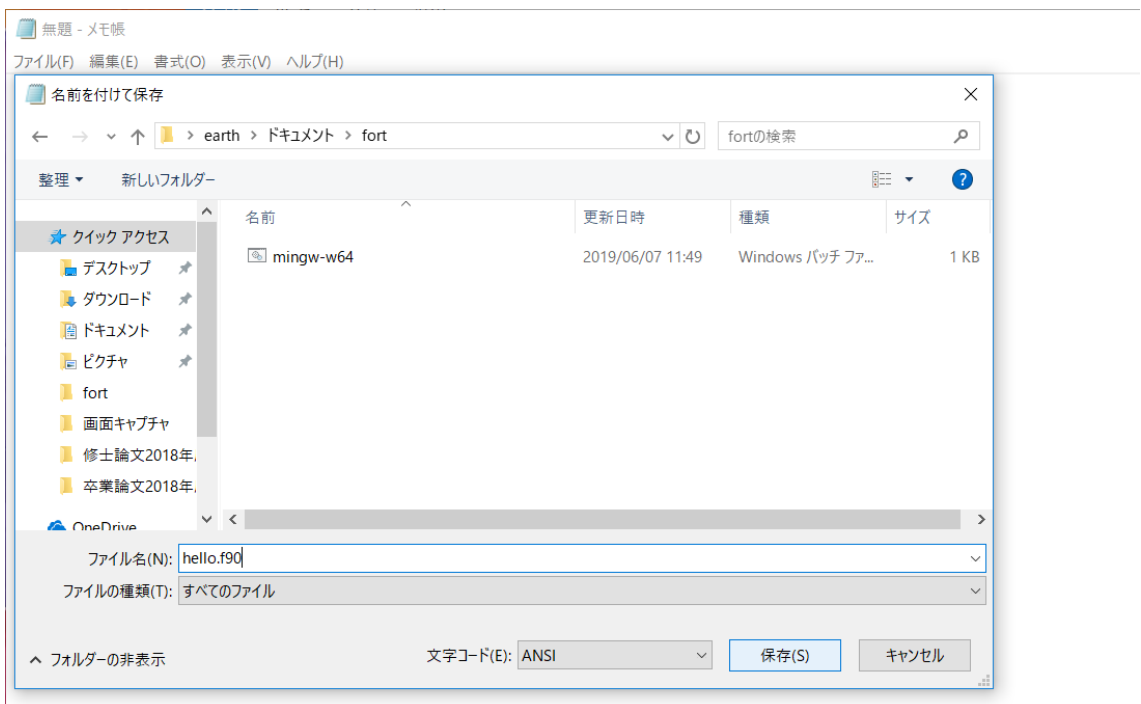 無題 - メモ帳
ファイル(F) 編集(E) 書式(O) 表示(V) ヘルプ(H)
名前を付けて保存
earth > ドキュメント > fort
fortの検索
整理 新しいフォルダー
名前 更新日時 種類 サイズ
クイック アクセス
mingw-w64 2019/06/07 11:49 Windows バッチ ファ... 1 KB
デスクトップ
ダウンロード
ドキュメント
ピクチャ
fort
画面キャプチャ
修士論文2018年
卒業論文2018年
OneDrive
ファイル名(N): hello.f90
ファイルの種類(T): すべてのファイル
フォルダーの非表示
文字コード(E): ANSI
保存(S)
キャンセル